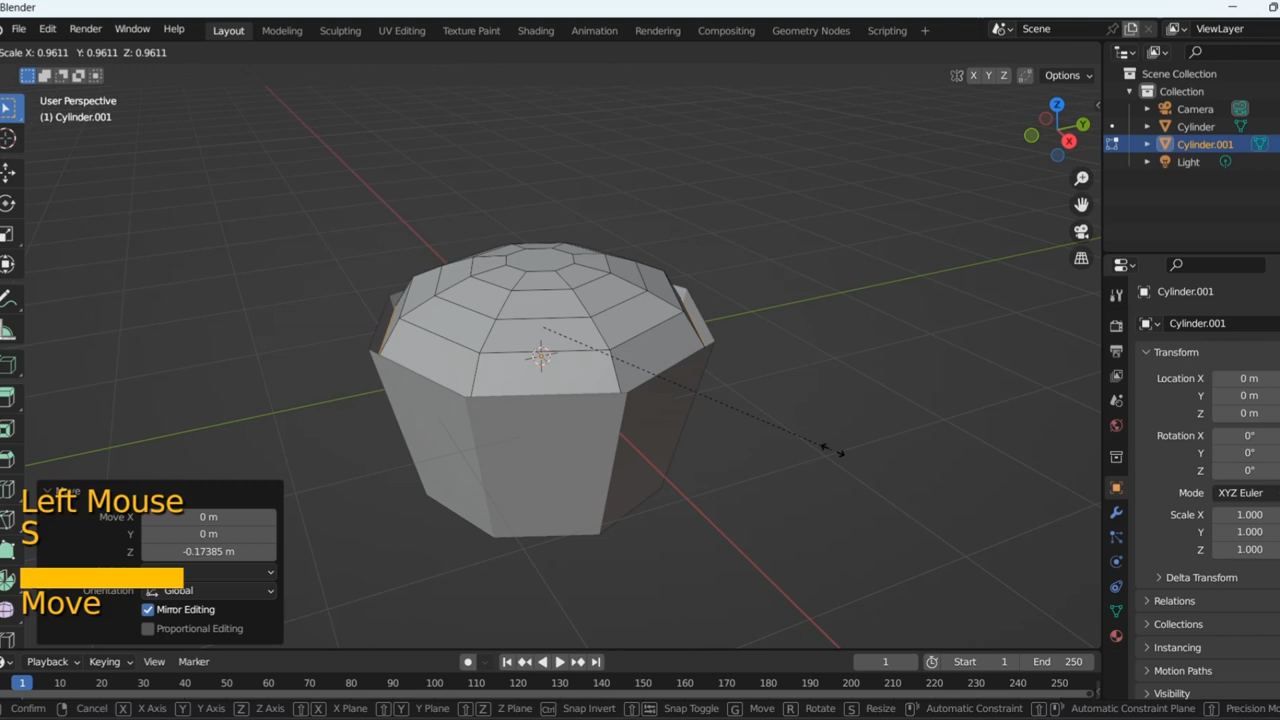 Blender
File Edit Render Window Help Layout Modeling Sculpting UV Editing Texture Paint Shading Animation Rendering Compositing Geometry Nodes Scripting + Scene ViewLayer
Scale X: 0.9611 Y: 0.9611 Z: 0.9611
X Y Z Options
User Perspective
(1) Cylinder.001
Z
Y
X
Scene Collection
Collection
Camera
Cylinder
Cylinder.001
Light
Cylinder.001
Cylinder.001
Transform
Location X 0 m
Y 0 m
Z 0 m
Rotation X 0°
Y 0°
Z 0°
Mode XYZ Euler
Scale X 1.000
Y 1.000
Z 1.000
Delta Transform
Relations
Collections
Instancing
Motion Paths
Visibility
Left Mouse
S
Move
Move X 0 m
Y 0 m
Z -0.17385 m
Orientation Global
Mirror Editing
Proportional Editing
Playback Keying View Marker 1 Start 1 End 250
1 10 20 30 40 50 60 70 80 90 100 110 120 130 140 150 160 170 180 190 200 210 220 230 240 250
Confirm Cancel X X Axis Y Y Axis Z Z Axis X X Plane Y Y Plane Z Z Plane Ctrl Snap Invert Snap Toggle G Move R Rotate S Resize Automatic Constraint Automatic Constraint Plane Precision Mo